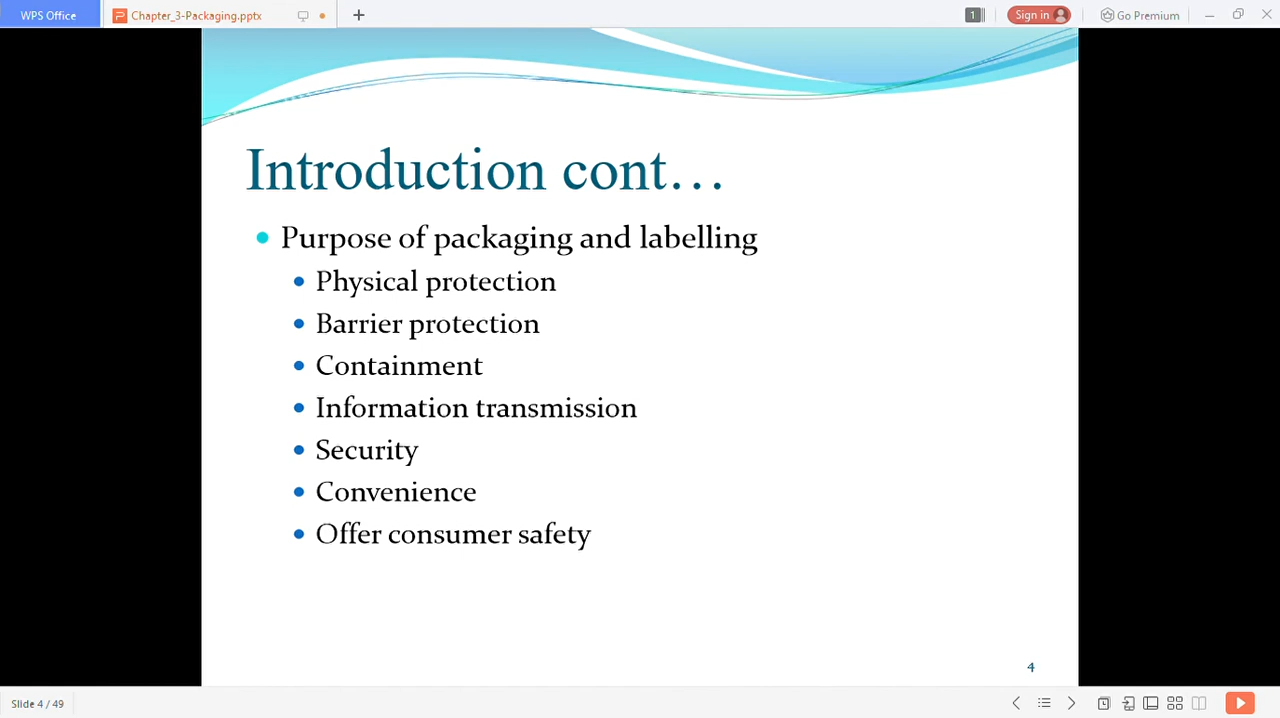 WPS Office
Chapter_3-Packaging.pptx
1
Sign in
Go Premium
Introduction cont…
Purpose of packaging and labelling
Physical protection
Barrier protection
Containment
Information transmission
Security
Convenience
Offer consumer safety
4
Slide 4 / 49